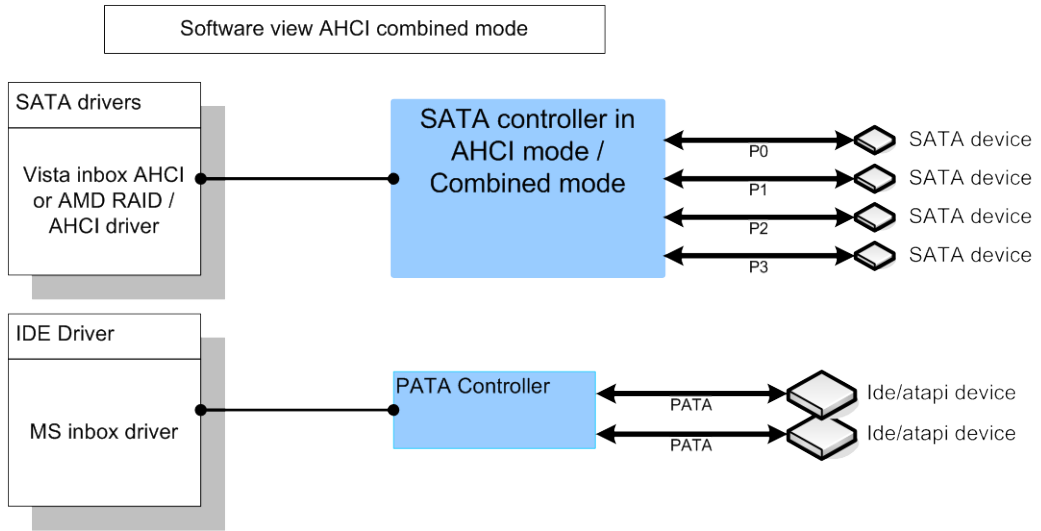 Software view AHCI combined mode
SATA drivers
Vista inbox AHCI
or AMD RAID /
AHCI driver
SATA controller in
AHCI mode /
Combined mode
P0
SATA device
P1
SATA device
P2
SATA device
P3
SATA device
IDE Driver
MS inbox driver
PATA Controller
PATA
Ide/atapi device
PATA
Ide/atapi device